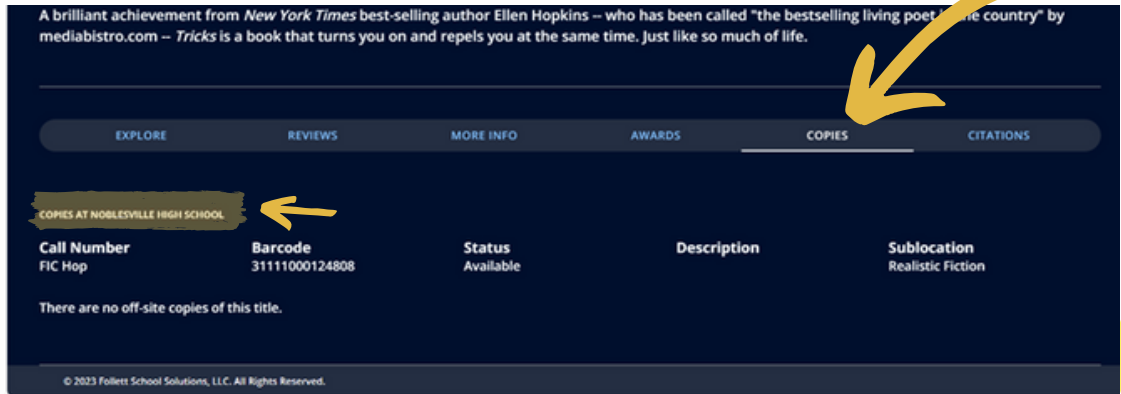 A brilliant achievement from New York Times best-selling author Ellen Hopkins -- who has been called "the bestselling living poet in the country" by
mediabistro.com -- Tricks is a book that turns you on and repels you at the same time. Just like so much of life.
EXPLORE REVIEWS MORE INFO AWARDS COPIES CITATIONS
COPIES AT NOBLESVILLE HIGH SCHOOL
Call Number Barcode Status Description Sublocation
FIC Hop 31111000124808 Available Realistic Fiction
There are no off-site copies of this title.
© 2023 Follett School Solutions, LLC. All Rights Reserved.